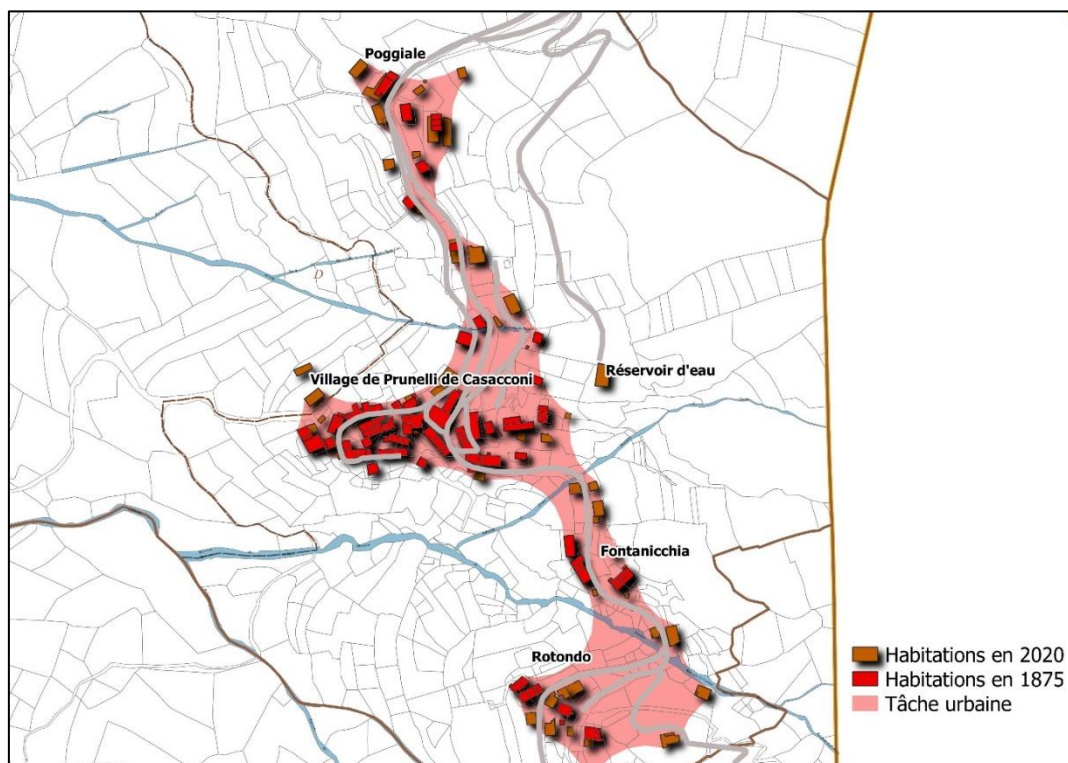 Poggiale
D
Village de Prunelli de Casacconi
Réservoir d'eau
Fontanicchia
Rotondo
Habitations en 2020
Habitations en 1875
Tâche urbaine